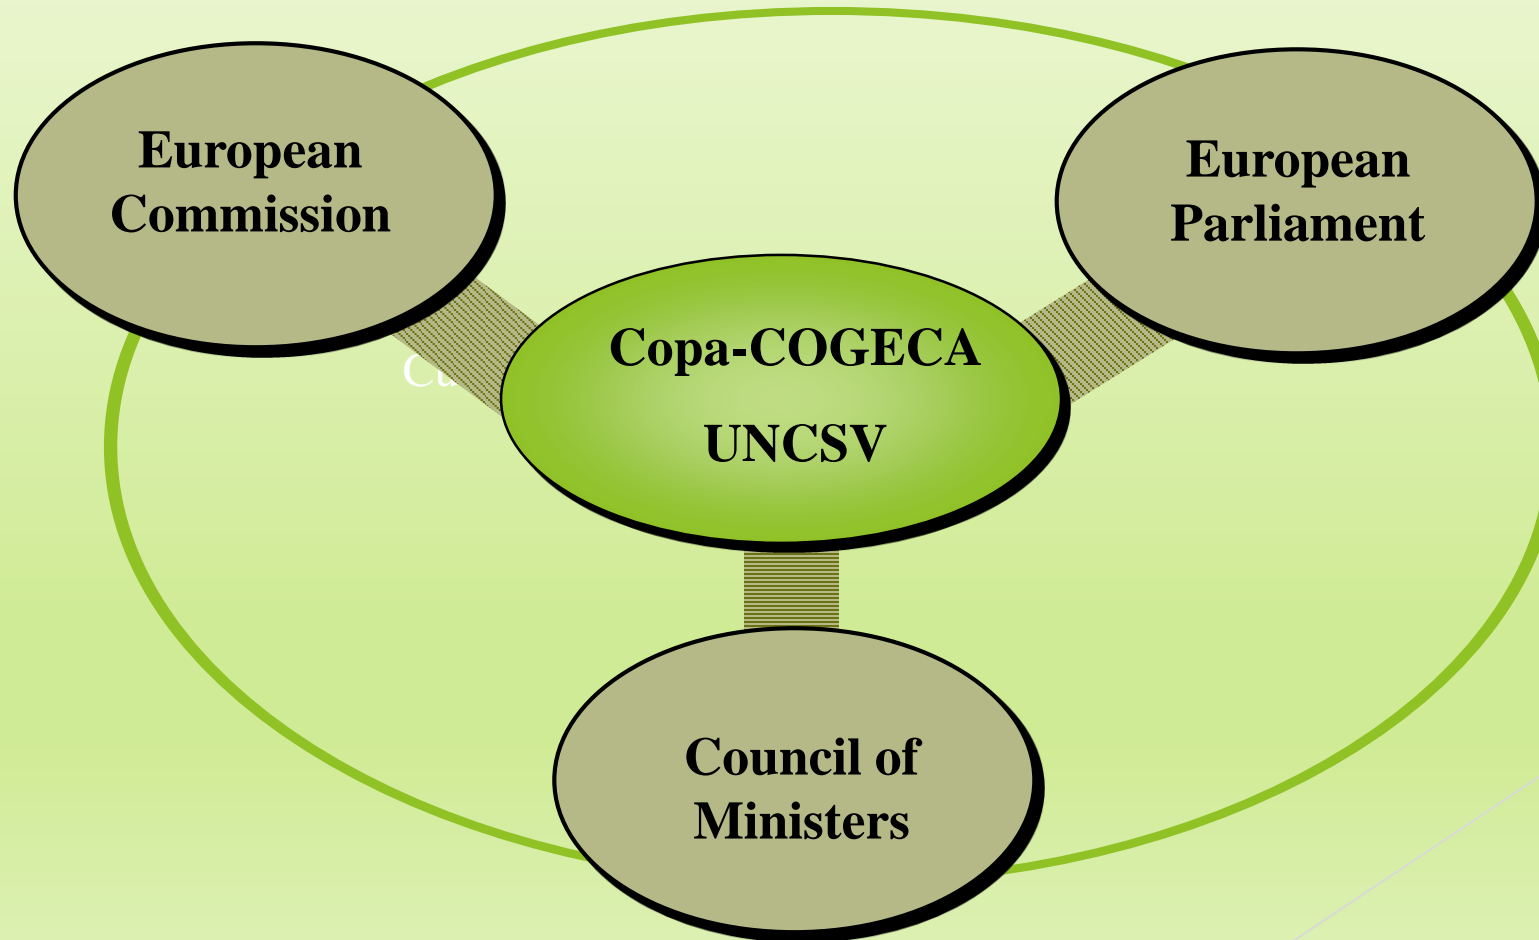 European
Commission
European
Parliament
Copa-COGECA
UNCSV
Council of
Ministers